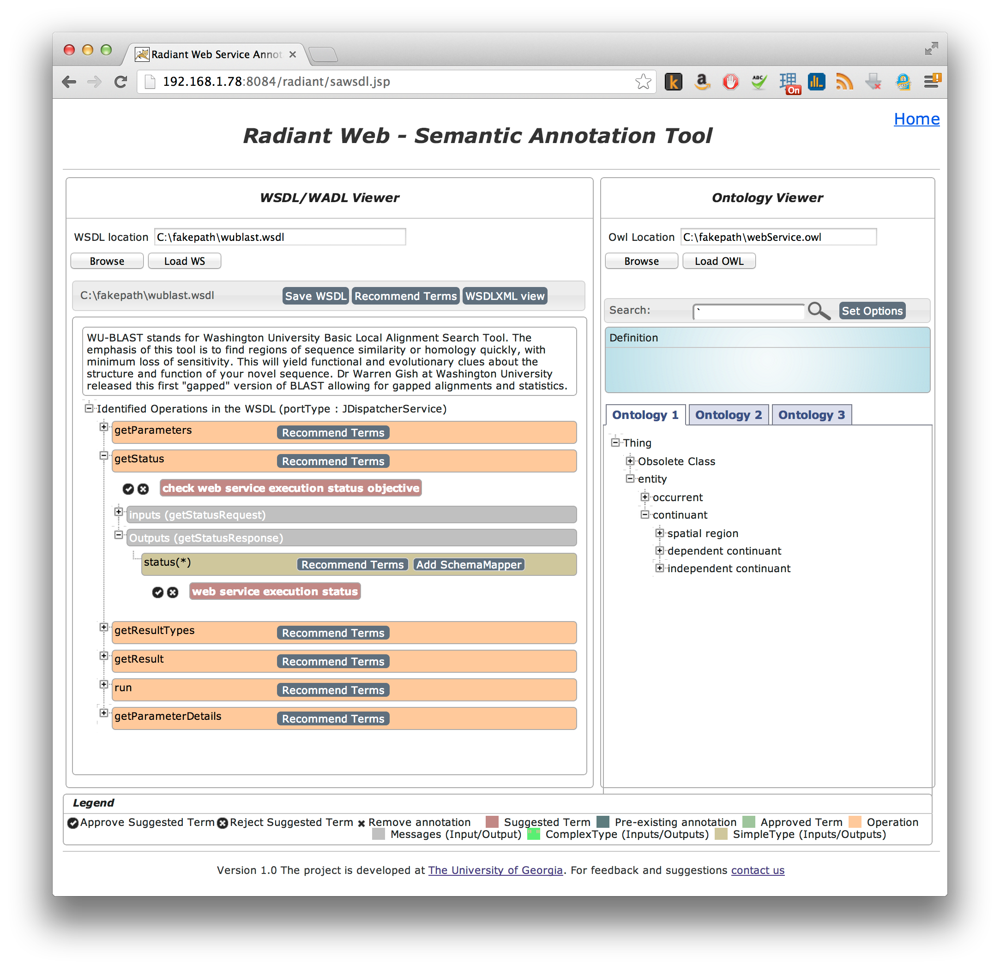 Radiant Web Service Annot
192.168.1.78:8084/radiant/sawsdl.jsp
k a ABC 理 On
Home
Radiant Web - Semantic Annotation Tool
WSDL/WADL Viewer
WSDL location C:\fakepath\wublast.wsdl
Browse Load WS
C:\fakepath\wublast.wsdl Save WSDL Recommend Terms WSDLXML view
WU-BLAST stands for Washington University Basic Local Alignment Search Tool. The
emphasis of this tool is to find regions of sequence similarity or homology quickly, with
minimum loss of sensitivity. This will yield functional and evolutionary clues about the
structure and function of your novel sequence. Dr Warren Gish at Washington University
released this first "gapped" version of BLAST allowing for gapped alignments and statistics.
Identified Operations in the WSDL (portType : JDispatcherService)
getParameters Recommend Terms
getStatus Recommend Terms
check web service execution status objective
inputs (getStatusRequest)
Outputs (getStatusResponse)
status(*) Recommend Terms Add SchemaMapper
web service execution status
getResultTypes Recommend Terms
getResult Recommend Terms
run Recommend Terms
getParameterDetails Recommend Terms
Ontology Viewer
Owl Location C:\fakepath\webService.owl
Browse Load OWL
Search: ` Set Options
Definition
Ontology 1 Ontology 2 Ontology 3
Thing
Obsolete Class
entity
occurrent
continuant
spatial region
dependent continuant
independent continuant
Legend
Approve Suggested Term Reject Suggested Term Remove annotation Suggested Term Pre-existing annotation Approved Term Operation
Messages (Input/Output) " " ComplexType (Inputs/Outputs) SimpleType (Inputs/Outputs)
Version 1.0 The project is developed at The University of Georgia. For feedback and suggestions contact us